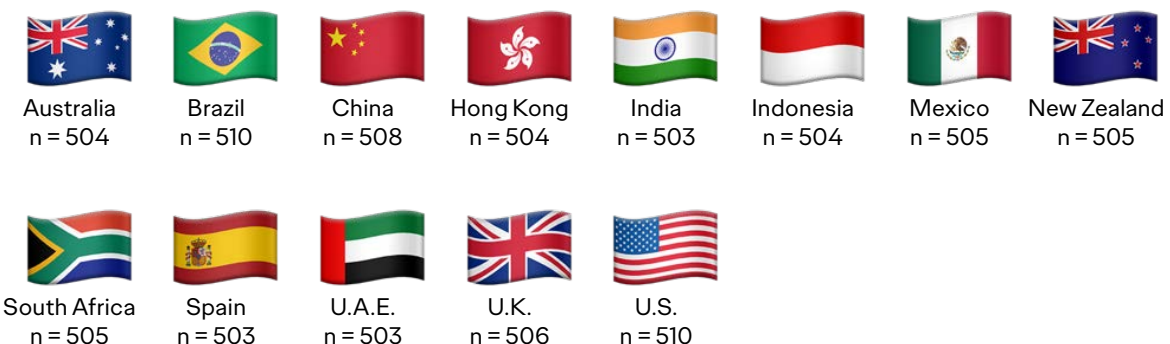 Australia Brazil China Hong Kong India Indonesia Mexico New Zealand
n = 504 n = 510 n = 508 n = 504 n = 503 n = 504 n = 505 n = 505
South Africa Spain U.A.E. U.K. U.S.
n = 505 n = 503 n = 503 n = 506 n = 510